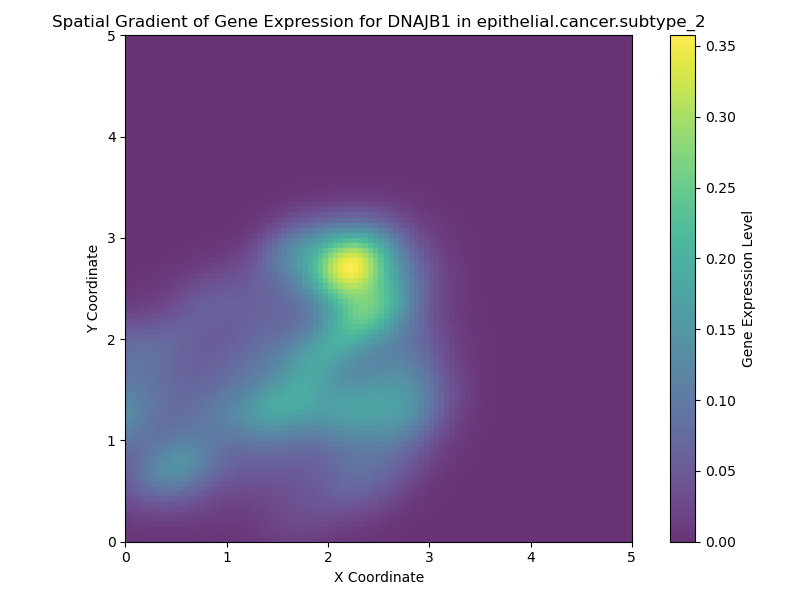 Spatial Gradient of Gene Expression for DNAJB1 in epithelial.cancer.subtype_2
5
4
3
2
1
0
0 1 2 3 4 5
X Coordinate
Y Coordinate
0.35
0.30
0.25
0.20
0.15
0.10
0.05
0.00
Gene Expression Level